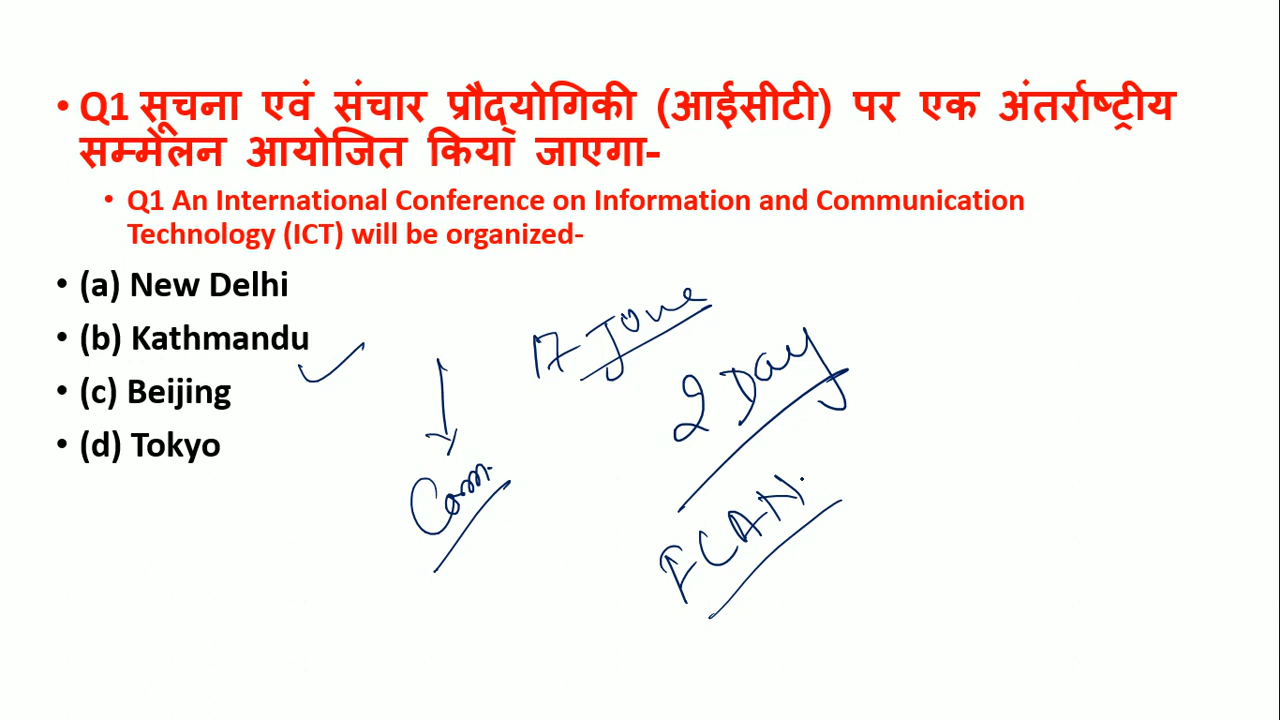 • Q1 सूचना एवं संचार प्रौद्योगिकी (आईसीटी) पर एक अंतर्राष्ट्रीय
सम्मेलन आयोजित किया जाएगा-
• Q1 An International Conference on Information and Communication
Technology (ICT) will be organized-
• (a) New Delhi
• (b) Kathmandu
• (c) Beijing
• (d) Tokyo
17 June
2 Day
Com.
FCAN.